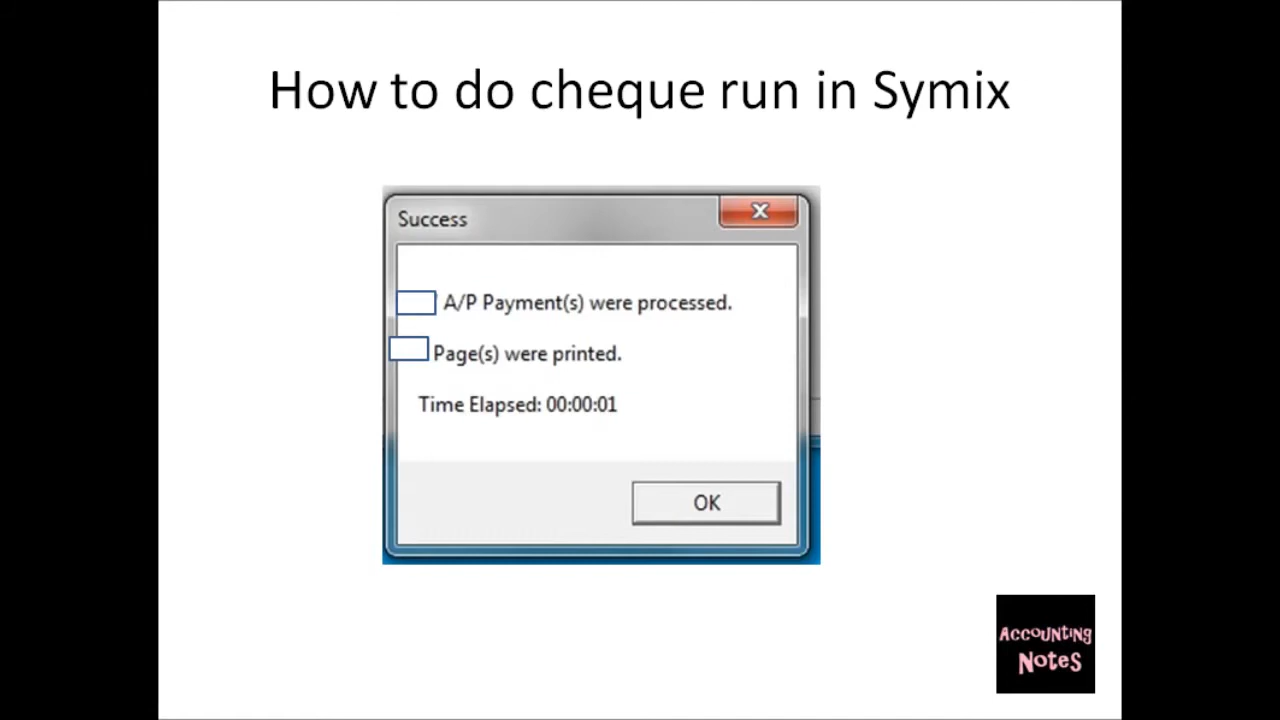 How to do cheque run in Symix
Success
A/P Payment(s) were processed.
Page(s) were printed.
Time Elapsed: 00:00:01
OK
Accounting
Notes